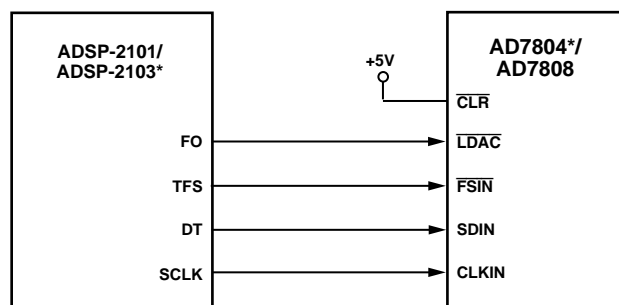 ADSP-2101/
ADSP-2103*
AD7804*/
AD7808
+5V
CLR
FO
LDAC
TFS
FSIN
DT
SDIN
SCLK
CLKIN